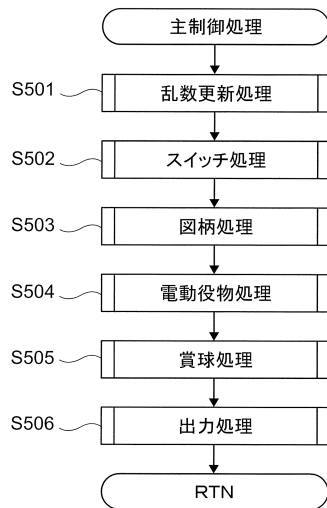 主制御処理
S501 乱数更新処理
S502 スイッチ処理
S503 図柄処理
S504 電動役物処理
S505 賞球処理
S506 出力処理
RTN